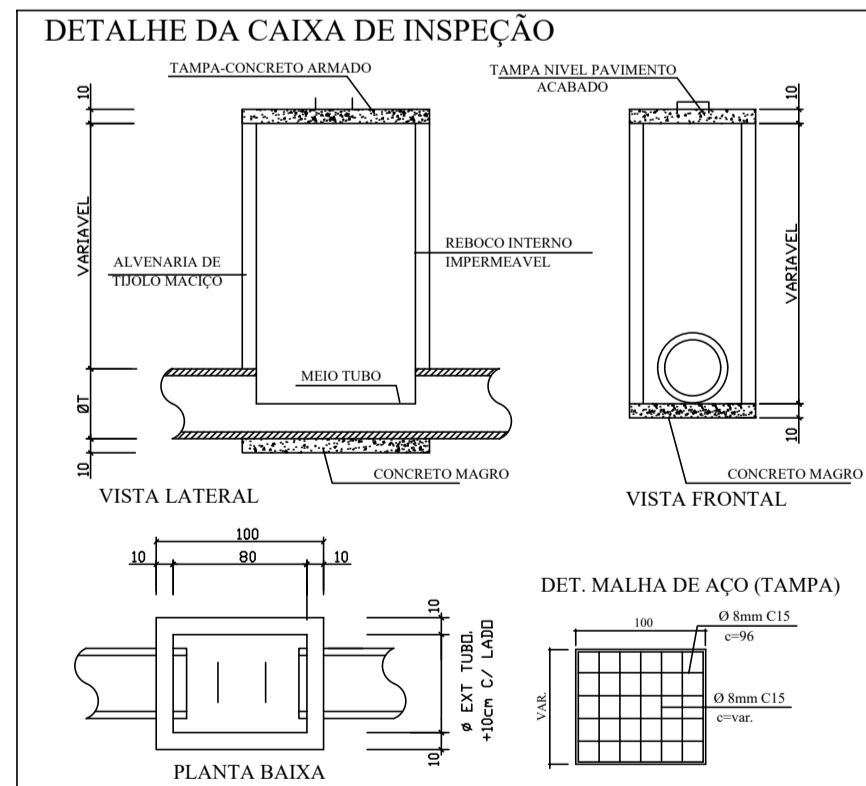 DETALHE DA CAIXA DE INSPEÇÃO
TAMPA-CONCRETO ARMADO
TAMPA NIVEL PAVIMENTO
ACABADO
10
10
VARIAVEL
ALVENARIA DE
TIJOLO MACIÇO
REBOCO INTERNO
IMPERMEAVEL
VARIAVEL
MEIO TUBO
ØT
10
10
CONCRETO MAGRO
CONCRETO MAGRO
VISTA LATERAL
VISTA FRONTAL
100
10
80
10
10
ø EXT TUBO.
+10cm C/ LADO
10
PLANTA BAIXA
DET. MALHA DE AÇO (TAMPA)
100
Ø 8mm C15
c=96
VAR.
Ø 8mm C15
c=var.